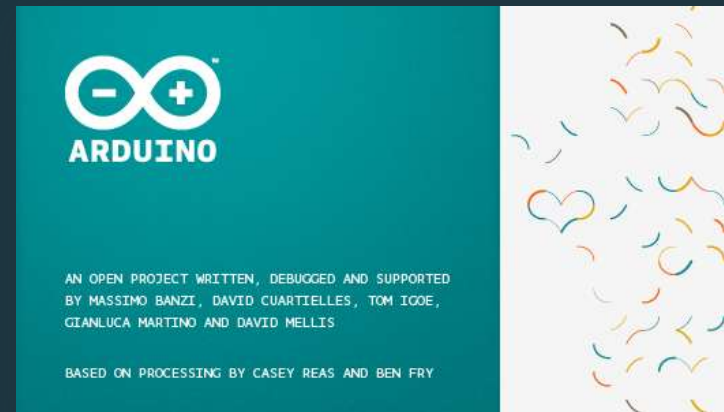 ARDUINO
AN OPEN PROJECT WRITTEN, DEBUGGED AND SUPPORTED
BY MASSIMO BANZI, DAVID CUARTIELLES, TOM IGOE,
GIANLUCA MARTINO AND DAVID MELLIS
BASED ON PROCESSING BY CASEY REAS AND BEN FRY